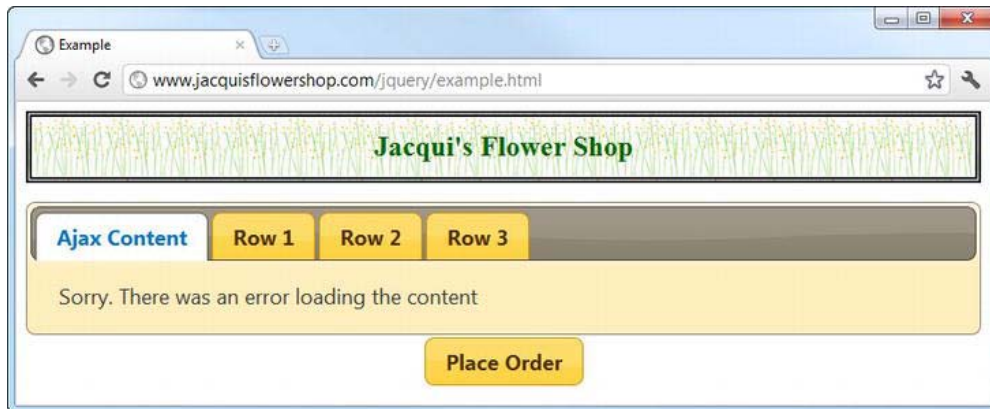 Example
www.jacquisflowershop.com/jquery/example.html
Jacqui's Flower Shop
Ajax Content Row 1 Row 2 Row 3
Sorry. There was an error loading the content
Place Order